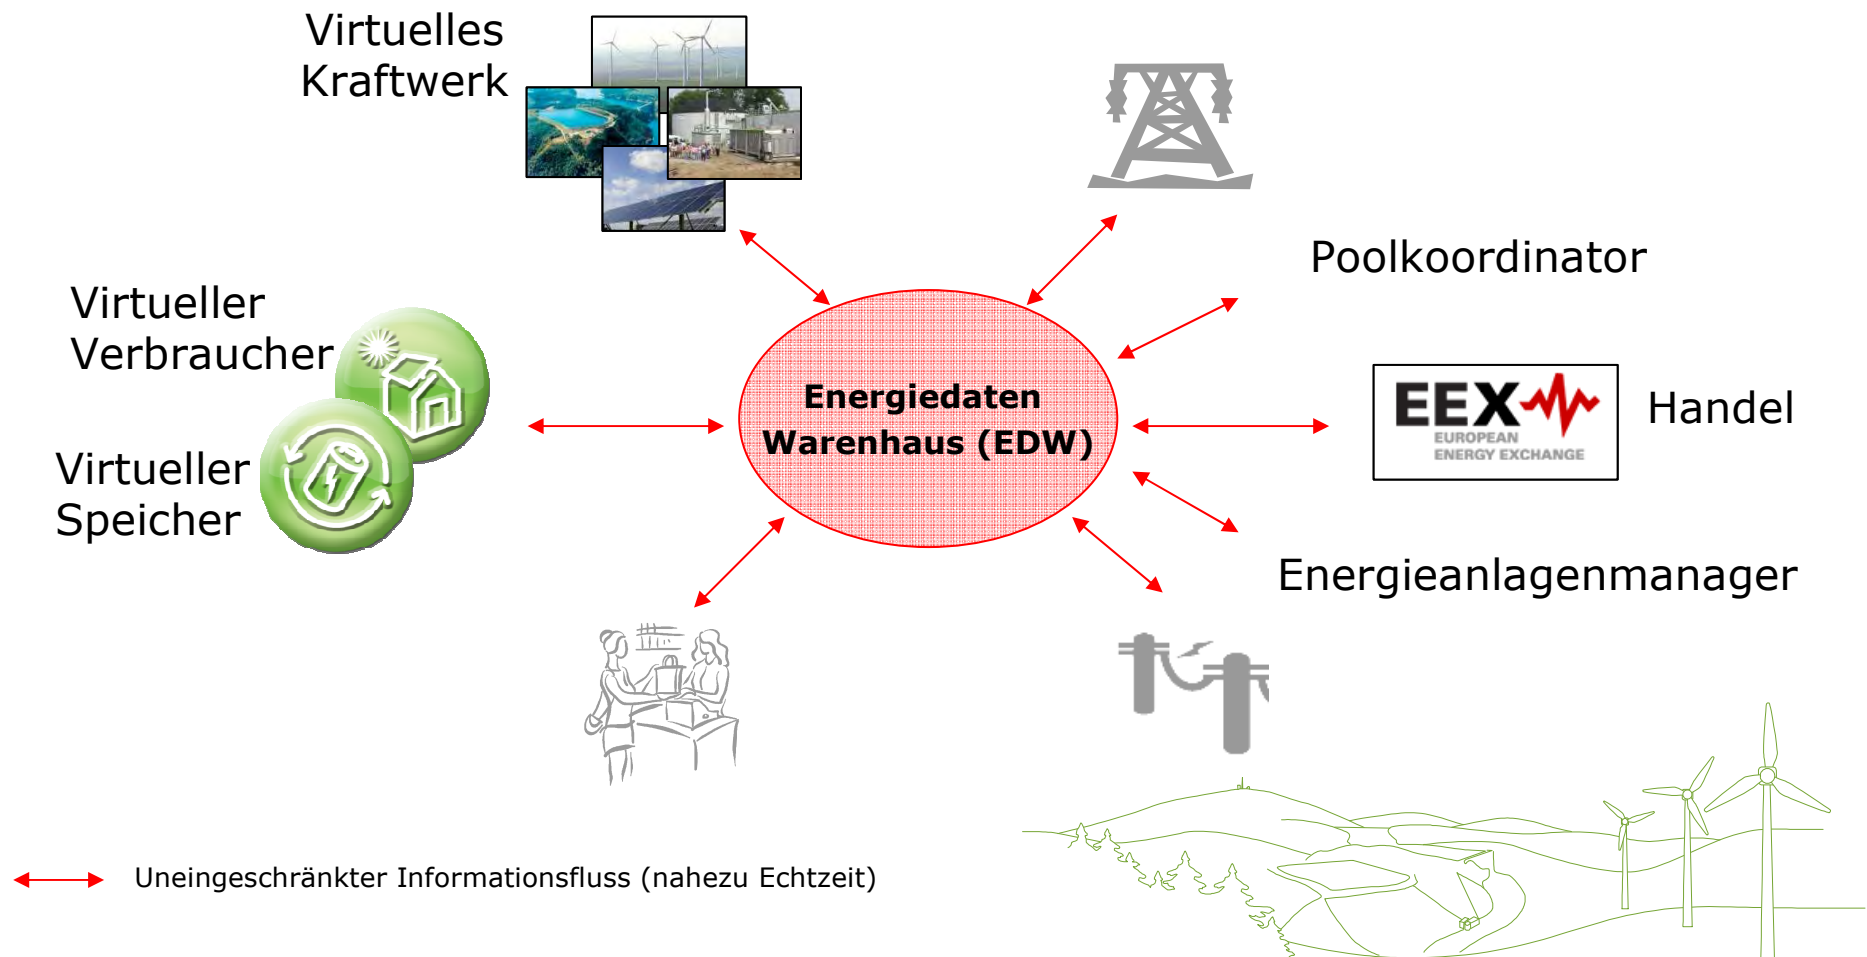 Virtuelles
Kraftwerk
Poolkoordinator
Virtueller
Verbraucher
Energiedaten
Warenhaus (EDW)
EEX
EUROPEAN
ENERGY EXCHANGE
Handel
Virtueller
Speicher
Energieanlagenmanager
Uneingeschränkter Informationsfluss (nahezu Echtzeit)